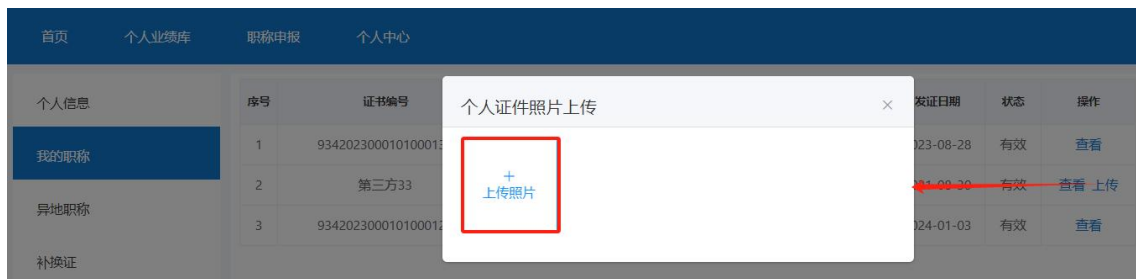 首页 个人业绩库 职称申报 个人中心
个人信息
我的职称
异地职称
补换证
序号 证书编号 发证日期 状态 操作
1 93420230001010001 023-08-28 有效 查看
2 第三方33 有效 查看 上传
3 93420230001010001 024-01-03 有效 查看
个人证件照片上传 ×
+
上传照片